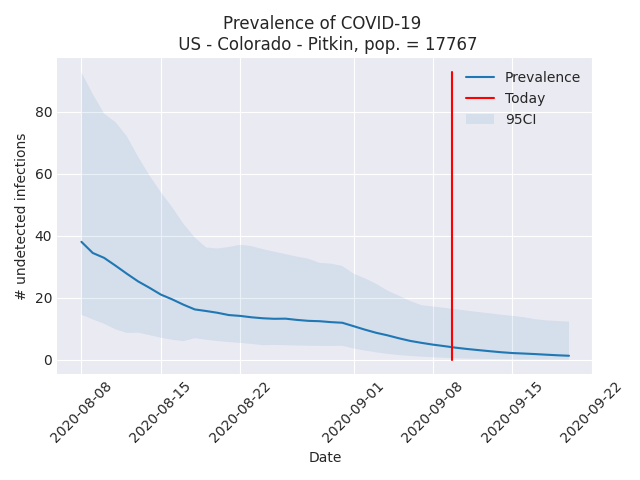 Prevalence of COVID-19
US - Colorado - Pitkin, pop. = 17767
Prevalence
Today
95CI
# undetected infections
80
60
40
20
0
2020-08-08
2020-08-15
2020-08-22
2020-09-01
2020-09-08
2020-09-15
2020-09-22
Date